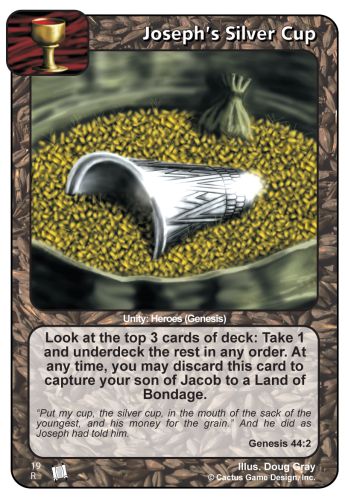 Joseph's Silver Cup
Unity: Heroes (Genesis)
Look at the top 3 cards of deck: Take 1
and underdeck the rest in any order. At
any time, you may discard this card to
capture your son of Jacob to a Land of
Bondage.
“Put my cup, the silver cup, in the mouth of the sack of the
youngest, and his money for the grain.” And he did as
Joseph had told him.
Genesis 44:2
19
R
Illus. Doug Gray
© Cactus Game Design, Inc.